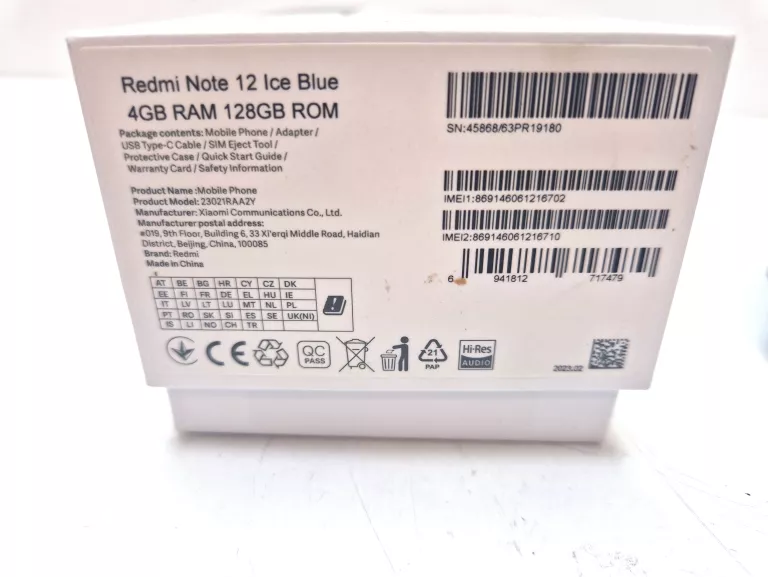 Redmi Note 12 Ice Blue
4GB RAM 128GB ROM
Package contents: Mobile Phone / Adapter /
USB Type-C Cable / SIM Eject Tool /
Protective Case / Quick Start Guide /
Warranty Card / Safety Information
Product Name: Mobile Phone
Product Model: 23021RAA2Y
Manufacturer: Xiaomi Communications Co., Ltd.
Manufacturer postal address:
#019, 9th Floor, Building 6, 33 Xi'erqi Middle Road, Haidian
District, Beijing, China, 100085
Brand: Redmi
Made in China
AT BE BG HR CY CZ DK
EE FI FR DE EL HU IE
IT LV LT LU MT NL PL
PT RO SK SI ES SE UK(NI)
IS LI NO CH TR
SN:45868/63PR19180
IMEI1:869146061216702
IMEI2:869146061216710
6 941812 717479
CE
QC
PASS
21
PAP
Hi-Res
AUDIO
2023.02